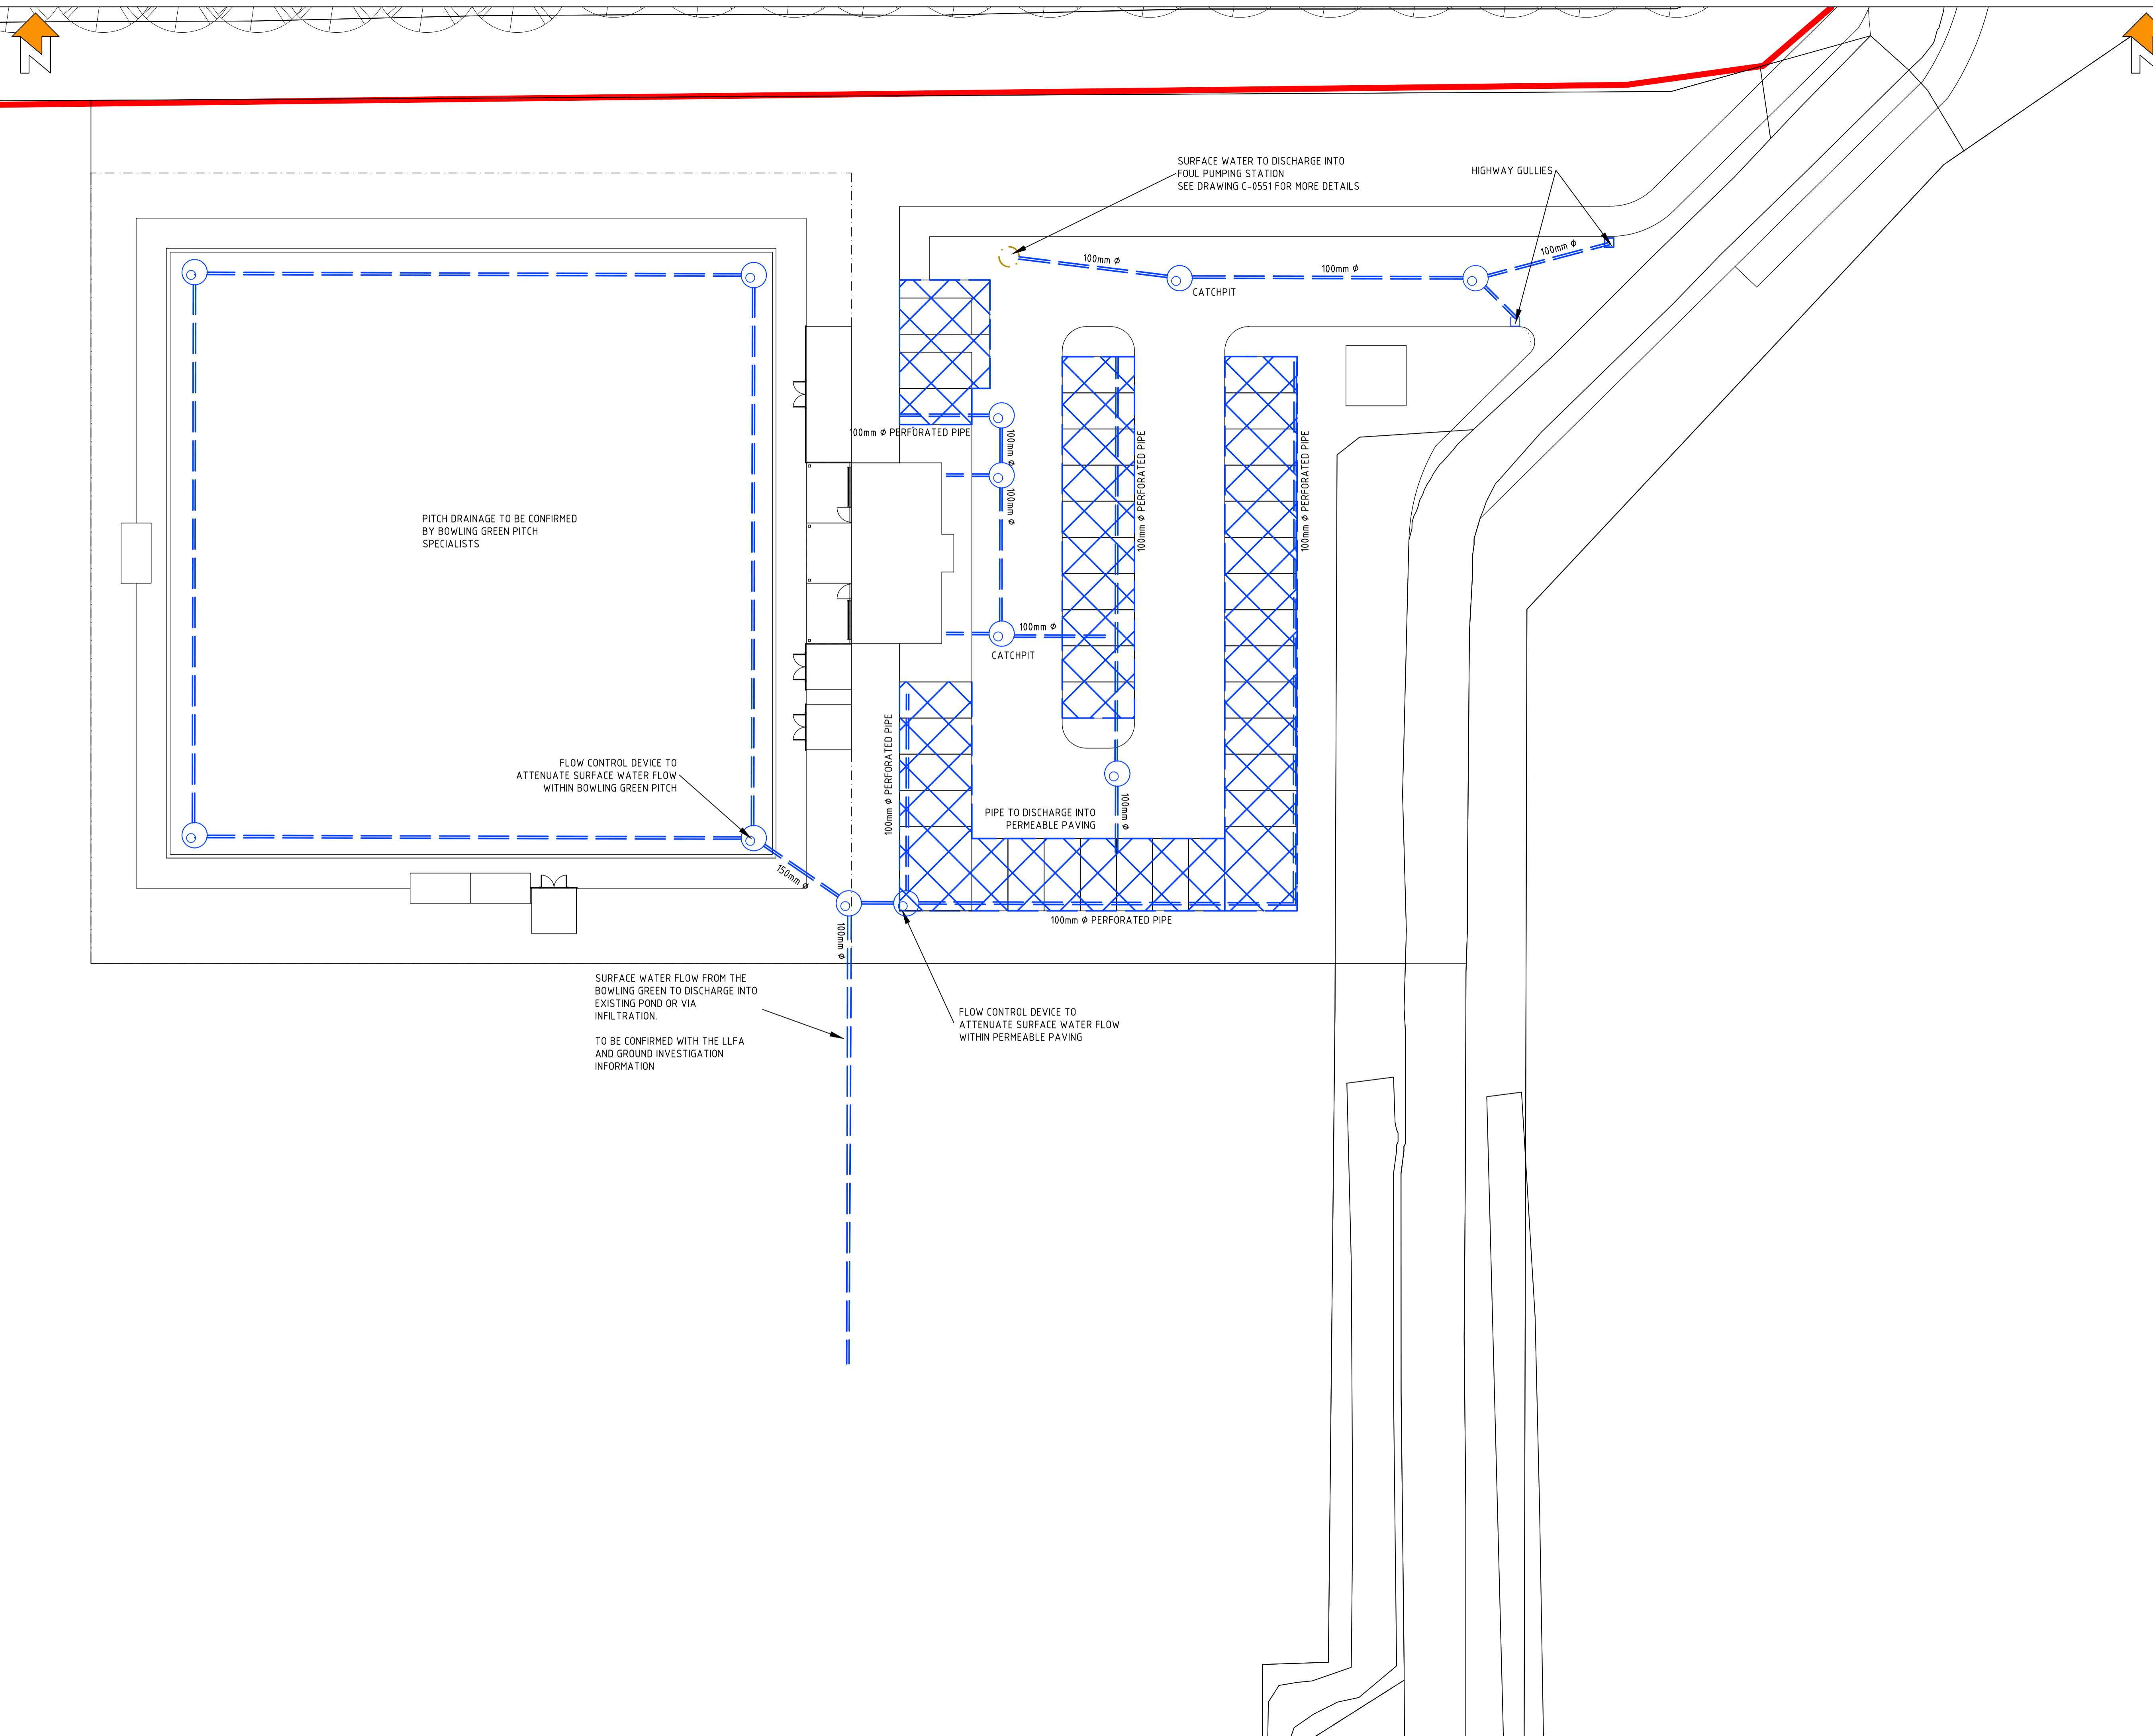 SURFACE WATER TO DISCHARGE INTO
FOUL PUMPING STATION
SEE DRAWING C-0551 FOR MORE DETAILS
HIGHWAY GULLIES
100mm Ø
100mm Ø
100mm Ø
CATCHPIT
100mm Ø PERFORATED PIPE
100mm Ø
100mm Ø
100mm Ø PERFORATED PIPE
100mm Ø PERFORATED PIPE
PITCH DRAINAGE TO BE CONFIRMED
BY BOWLING GREEN PITCH
SPECIALISTS
100mm Ø
CATCHPIT
100mm Ø PERFORATED PIPE
FLOW CONTROL DEVICE TO
ATTENUATE SURFACE WATER FLOW
WITHIN BOWLING GREEN PITCH
PIPE TO DISCHARGE INTO
PERMEABLE PAVING
100mm Ø
150mm Ø
100mm Ø PERFORATED PIPE
100mm Ø
SURFACE WATER FLOW FROM THE
BOWLING GREEN TO DISCHARGE INTO
EXISTING POND OR VIA
INFILTRATION.
TO BE CONFIRMED WITH THE LLFA
AND GROUND INVESTIGATION
INFORMATION
FLOW CONTROL DEVICE TO
ATTENUATE SURFACE WATER FLOW
WITHIN PERMEABLE PAVING